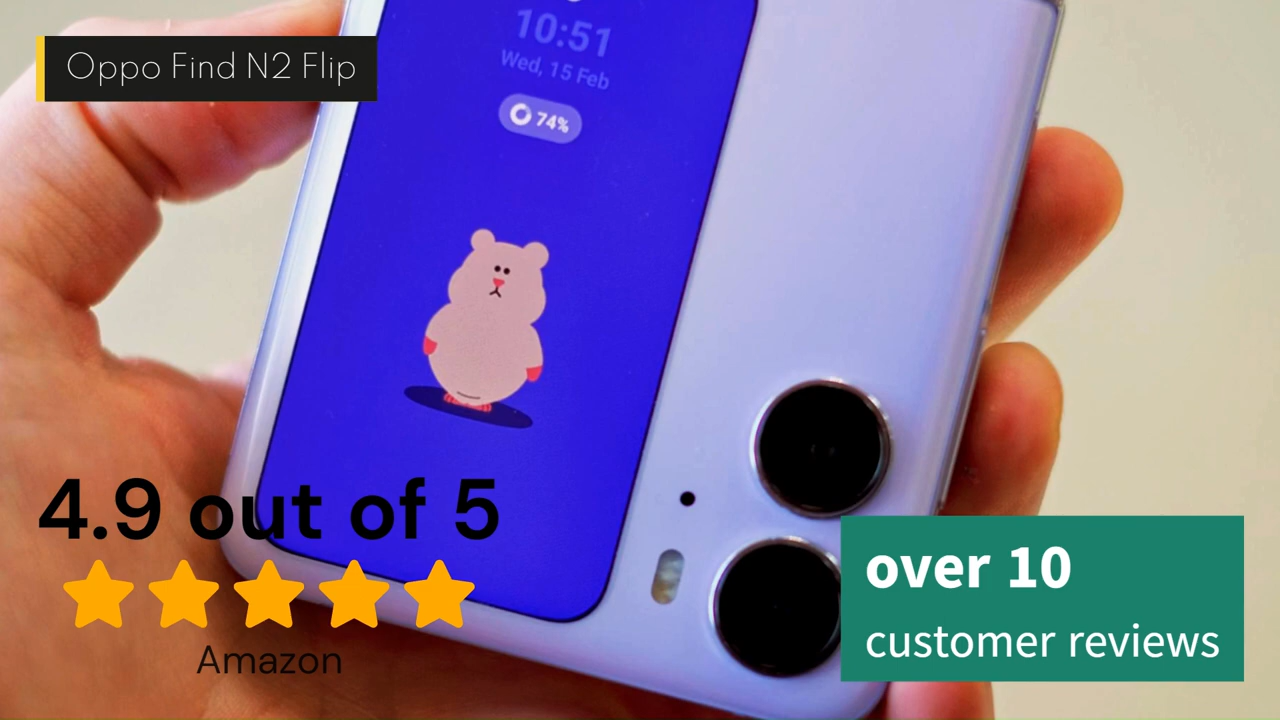 Oppo Find N2 Flip
10:51
Wed, 15 Feb
74%
4.9 out of 5
Amazon
over 10
customer reviews